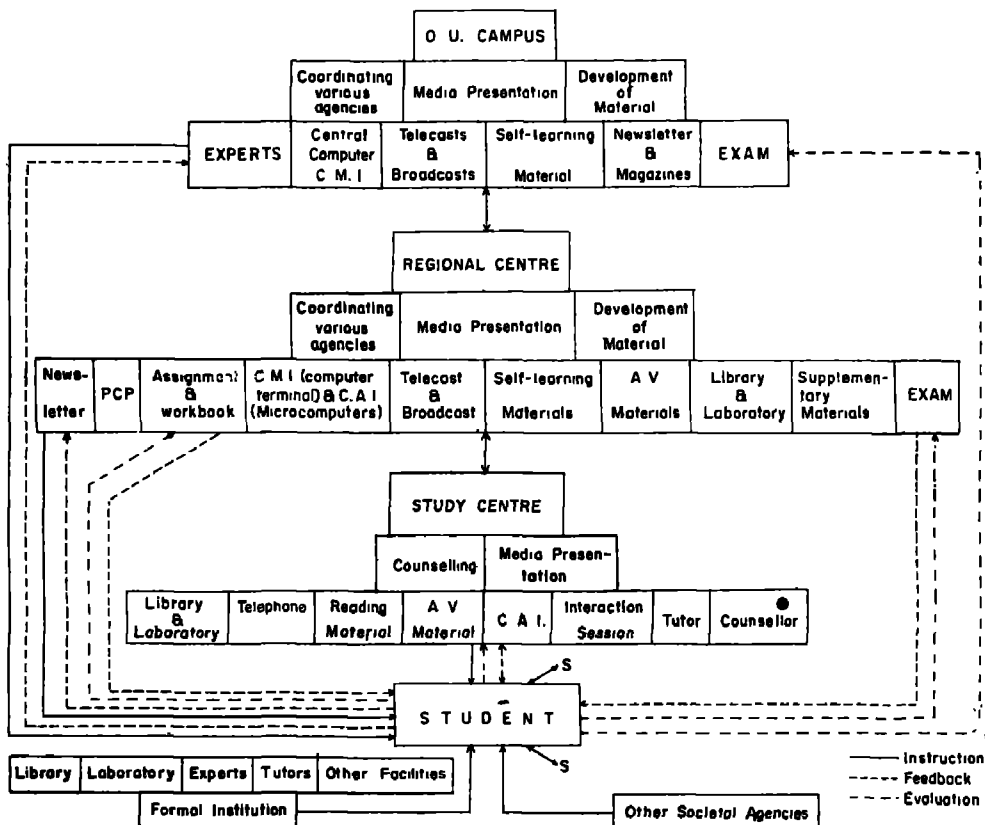 O U. CAMPUS
Coordinating various agencies
Media Presentation
Development of Material
EXPERTS
Central Computer C M. I
Telecasts & Broadcasts
Self-learning Material
Newsletter & Magazines
EXAM
REGIONAL CENTRE
Coordinating various agencies
Media Presentation
Development of Material
News-letter
PCP
Assignment & workbook
C M I (computer terminal) & C.A I (Microcomputers)
Telecast & Broadcast
Self-learning Materials
A V Materials
Library & Laboratory
Supplemen-tary Materials
EXAM
STUDY CENTRE
Counselling
Media Presen-tation
Library & Laboratory
Telephone
Reading Material
A V Material
C A I.
Interaction Session
Tutor
Counsellor
S
STUDENT
S
Library
Laboratory
Experts
Tutors
Other Facilities
Formal Institution
Other Societal Agencies
Instruction
Feedback
Evaluation